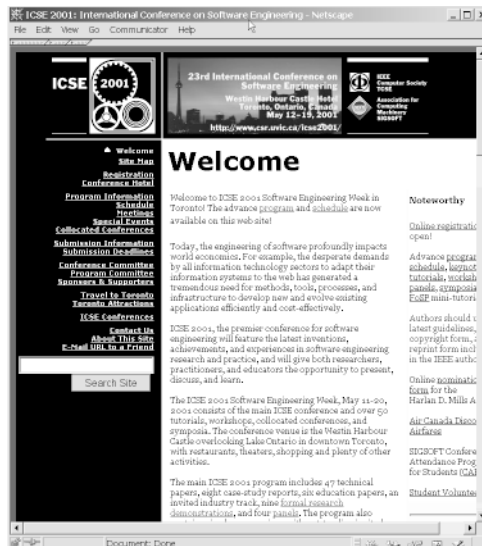 ICSE 2001: International Conference on Software Engineering - Netscape
File Edit View Go Communicator Help
ICSE 2001
23rd International Conference on
Software Engineering
Westin Harbour Castle Hotel
Toronto, Ontario, Canada
May 12-19, 2001
http://www.csr.uvic.ca/icse2001/
IEEE
Computer Society
TCSE
Association for
Computing
Machinery
SIGSOFT
Welcome
Site Map
Registration
Conference Hotel
Program Information
Schedule
Meetings
Special Events
Collocated Conferences
Submission Information
Submission Deadlines
Conference Committee
Program Committee
Sponsors & Supporters
Travel to Toronto
Toronto Attractions
ICSE Conferences
Contact Us
About This Site
E-Mail URL to a Friend
Search Site
Welcome
Welcome to ICSE 2001 Software Engineering Week in
Toronto! The advance program and schedule are now
available on this web site!
Today, the engineering of software profoundly impacts
world economics. For example, the desperate demands
by all information technology sectors to adapt their
information systems to the web has generated a
tremendous need for methods, tools, processes, and
infrastructure to develop new and evolve existing
applications efficiently and cost-effectively.
ICSE 2001, the premier conference for software
engineering will feature the latest inventions,
achievements, and experiences in software engineering
research and practice, and will give both researchers,
practitioners, and educators the opportunity to present,
discuss, and learn.
The ICSE 2001 Software Engineering Week, May 11-20,
2001 consists of the main ICSE conference and over 50
tutorials, workshops, collocated conferences, and
symposia. The conference venue is the Westin Harbour
Castle overlooking Lake Ontario in downtown Toronto,
with restaurants, theaters, shopping and plenty of other
activities.
The main ICSE 2001 program includes 47 technical
papers, eight case-study reports, six education papers, an
invited industry track, nine formal research
demonstrations, and four panels. The program also
Noteworthy
Online registratio
open!
Advance program
schedule, keynot
tutorials, worksh
panels, symposia
FoSP mini-tutori
Authors should u
latest guidelines,
copyright form, a
reprint form incl
in the IEEE autho
Online nominatic
form for the
Harlan D. Mills A
Air Canada Disco
Airfares
SIGSOFT Confere
Attendance Prog
for Students (CAI
Student Voluntee
Document: Done